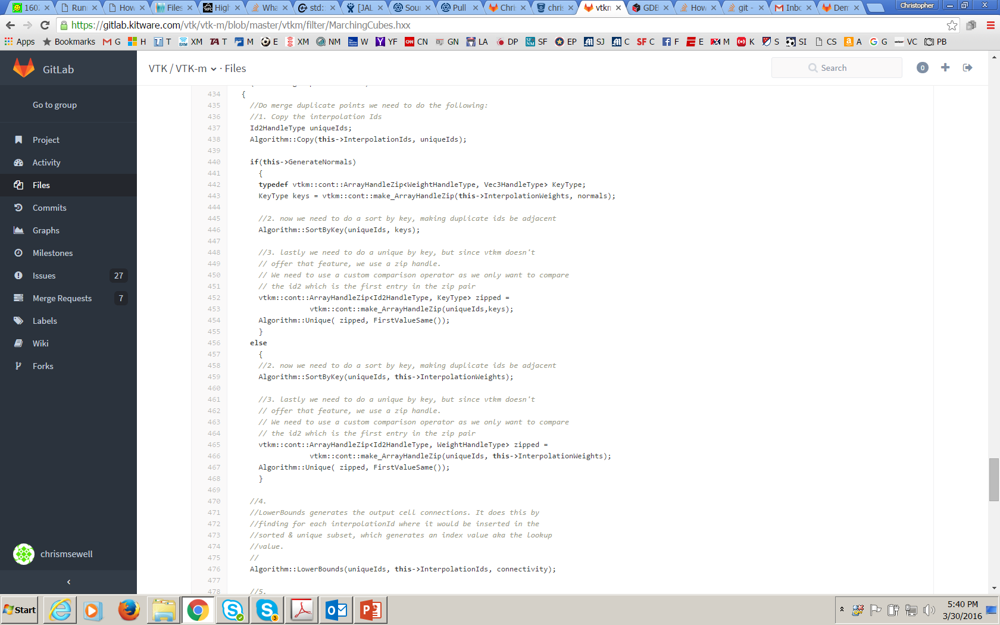 1602 Runn How Files High Wha std:: [JAL Sour Pull Chri chris vtkm GDB How git - Inbo Dem Christopher
https://gitlab.kitware.com/vtk/vtk-m/blob/master/vtkm/filter/MarchingCubes.hxx
Apps Bookmarks G H T XM T M E XM NM W YF CN GN LA DP SF EP SJ C SF C F E M K S SI CS A G VC PB
GitLab
VTK / VTK-m · Files
Search
0
Go to group
Project
Activity
Files
Commits
Graphs
Milestones
Issues 27
Merge Requests 7
Labels
Wiki
Forks
chrismsewell
434 {
435 //Do merge duplicate points we need to do the following:
436 //1. Copy the interpolation Ids
437 Id2HandleType uniqueIds;
438 Algorithm::Copy(this->InterpolationIds, uniqueIds);
439
440 if(this->GenerateNormals)
441 {
442 typedef vtkm::cont::ArrayHandleZip<WeightHandleType, Vec3HandleType> KeyType;
443 KeyType keys = vtkm::cont::make_ArrayHandleZip(this->InterpolationWeights, normals);
444
445 //2. now we need to do a sort by key, making duplicate ids be adjacent
446 Algorithm::SortByKey(uniqueIds, keys);
447
448 //3. lastly we need to do a unique by key, but since vtkm doesn't
449 // offer that feature, we use a zip handle.
450 // We need to use a custom comparison operator as we only want to compare
451 // the id2 which is the first entry in the zip pair
452 vtkm::cont::ArrayHandleZip<Id2HandleType, KeyType> zipped =
453 vtkm::cont::make_ArrayHandleZip(uniqueIds,keys);
454 Algorithm::Unique( zipped, FirstValueSame());
455 }
456 else
457 {
458 //2. now we need to do a sort by key, making duplicate ids be adjacent
459 Algorithm::SortByKey(uniqueIds, this->InterpolationWeights);
460
461 //3. lastly we need to do a unique by key, but since vtkm doesn't
462 // offer that feature, we use a zip handle.
463 // We need to use a custom comparison operator as we only want to compare
464 // the id2 which is the first entry in the zip pair
465 vtkm::cont::ArrayHandleZip<Id2HandleType, WeightHandleType> zipped =
466 vtkm::cont::make_ArrayHandleZip(uniqueIds, this->InterpolationWeights);
467 Algorithm::Unique( zipped, FirstValueSame());
468 }
469
470 //4.
471 //LowerBounds generates the output cell connections. It does this by
472 //finding for each interpolationId where it would be inserted in the
473 //sorted & unique subset, which generates an index value aka the lookup
474 //value.
475 //
476 Algorithm::LowerBounds(uniqueIds, this->InterpolationIds, connectivity);
477
478 //5.
Start
5:40 PM
3/30/2016